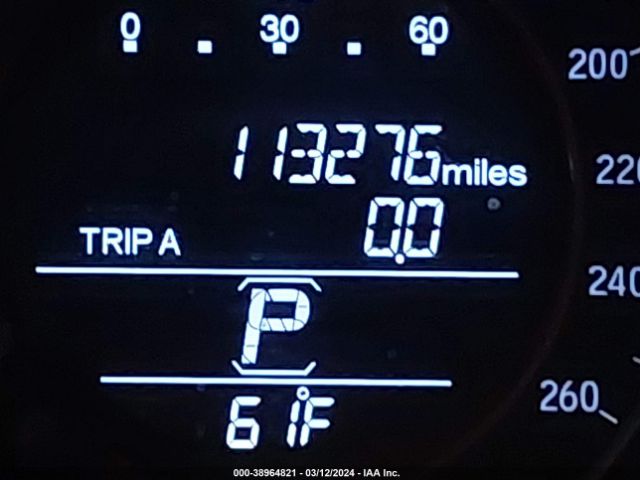 0 . 30 . 60
200
113276 miles
220
0.0
TRIP A
240
P
260
61°F
000-38964821 - 03/12/2024 - IAA Inc.